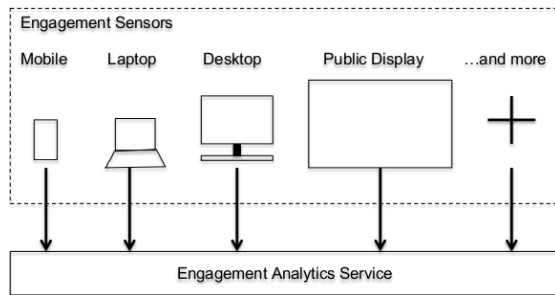 Engagement Sensors
Mobile Laptop Desktop Public Display …and more
Engagement Analytics Service